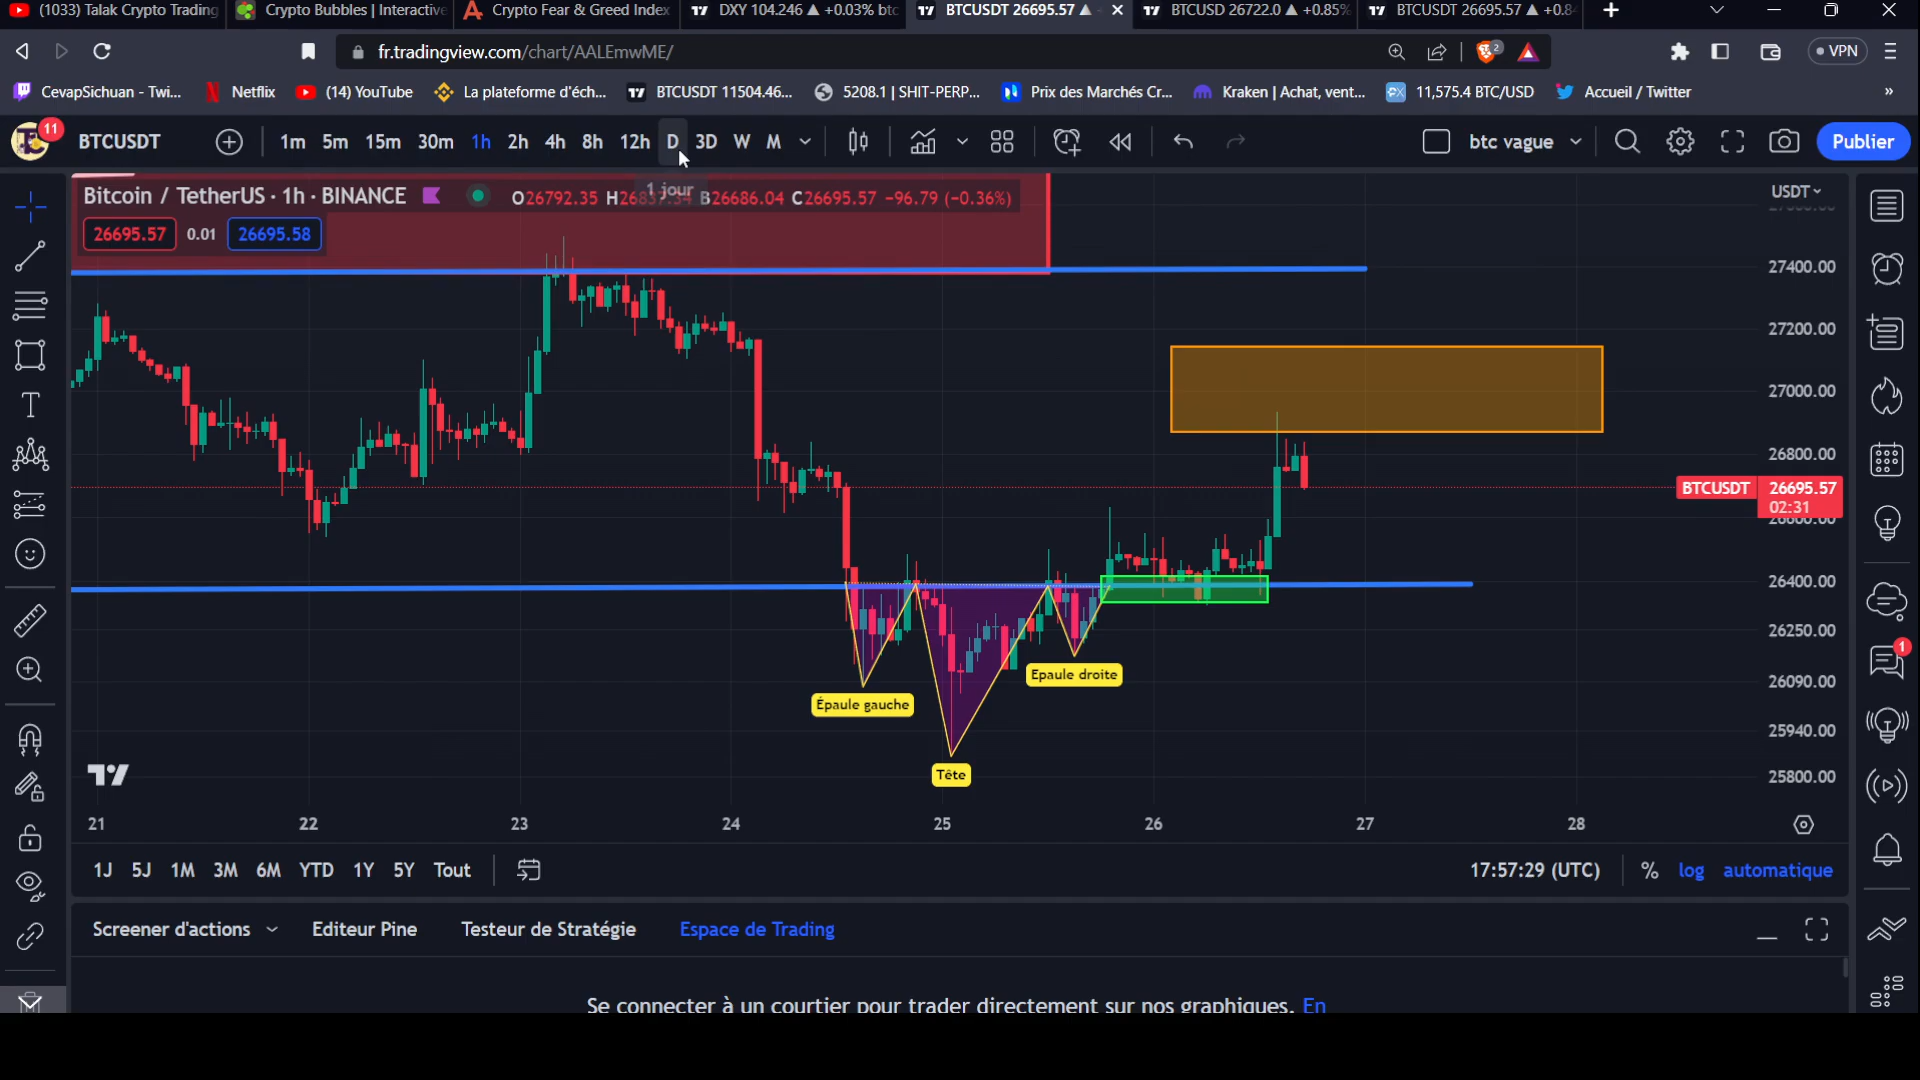 (1033) Talak Crypto Trading
Crypto Bubbles | Interactive
Crypto Fear & Greed Index
DXY 104.246 ▲ +0.03% btc
BTCUSDT 26695.57 ▲
BTCUSD 26722.0 ▲ +0.85%
BTCUSDT 26695.57 ▲ +0.84
fr.tradingview.com/chart/AALEmwME/
2
VPN
CevapSichuan - Twi...
Netflix
(14) YouTube
La plateforme d'éch...
BTCUSDT 11504.46...
5208.1 | SHIT-PERP...
Prix des Marchés Cr...
Kraken | Achat, vent...
11,575.4 BTC/USD
Accueil / Twitter
»
11
BTCUSDT
1m 5m 15m 30m 1h 2h 4h 8h 12h D 3D W M
btc vague
Publier
Bitcoin / TetherUS · 1h · BINANCE
O26792.35 B26686.04 C26695.57 −96.79 (−0.36%)
1 jour
USDT
26695.57 0.01 26695.58
27400.00
27200.00
27000.00
26800.00
BTCUSDT 26695.57
02:31
26600.00
26400.00
26250.00
26090.00
25940.00
25800.00
Épaule gauche
Epaule droite
Tête
21 22 23 24 25 26 27 28
1J 5J 1M 3M 6M YTD 1Y 5Y Tout
17:57:29 (UTC) % log automatique
1
Screener d'actions Editeur Pine Testeur de Stratégie Espace de Trading
Se connecter à un courtier pour trader directement sur nos graphiques. En